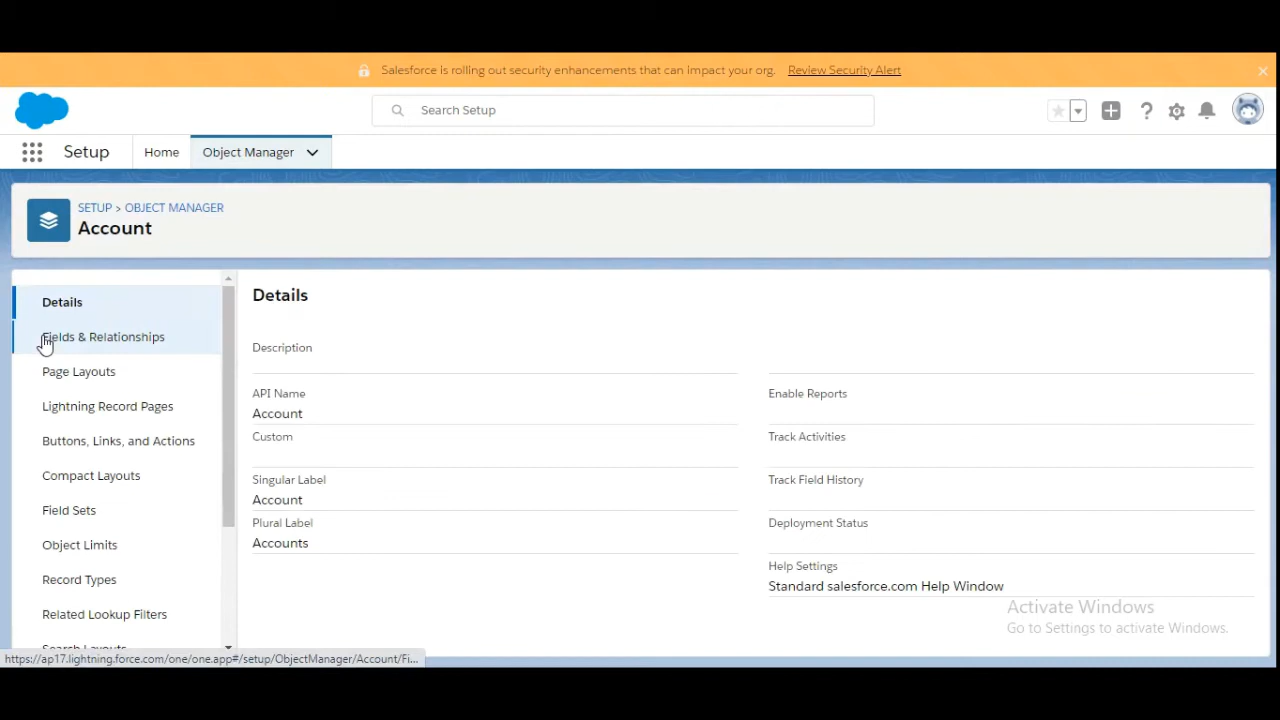 Salesforce is rolling out security enhancements that can impact your org. Review Security Alert
Search Setup
Setup
Home
Object Manager
SETUP > OBJECT MANAGER
Account
Details
Fields & Relationships
Page Layouts
Lightning Record Pages
Buttons, Links, and Actions
Compact Layouts
Field Sets
Object Limits
Record Types
Related Lookup Filters
Search Layouts
Details
Description
API Name
Account
Custom
Singular Label
Account
Plural Label
Accounts
Enable Reports
Track Activities
Track Field History
Deployment Status
Help Settings
Standard salesforce.com Help Window
Activate Windows
Go to Settings to activate Windows.
https://ap17.lightning.force.com/one/one.app#/setup/ObjectManager/Account/Fi...